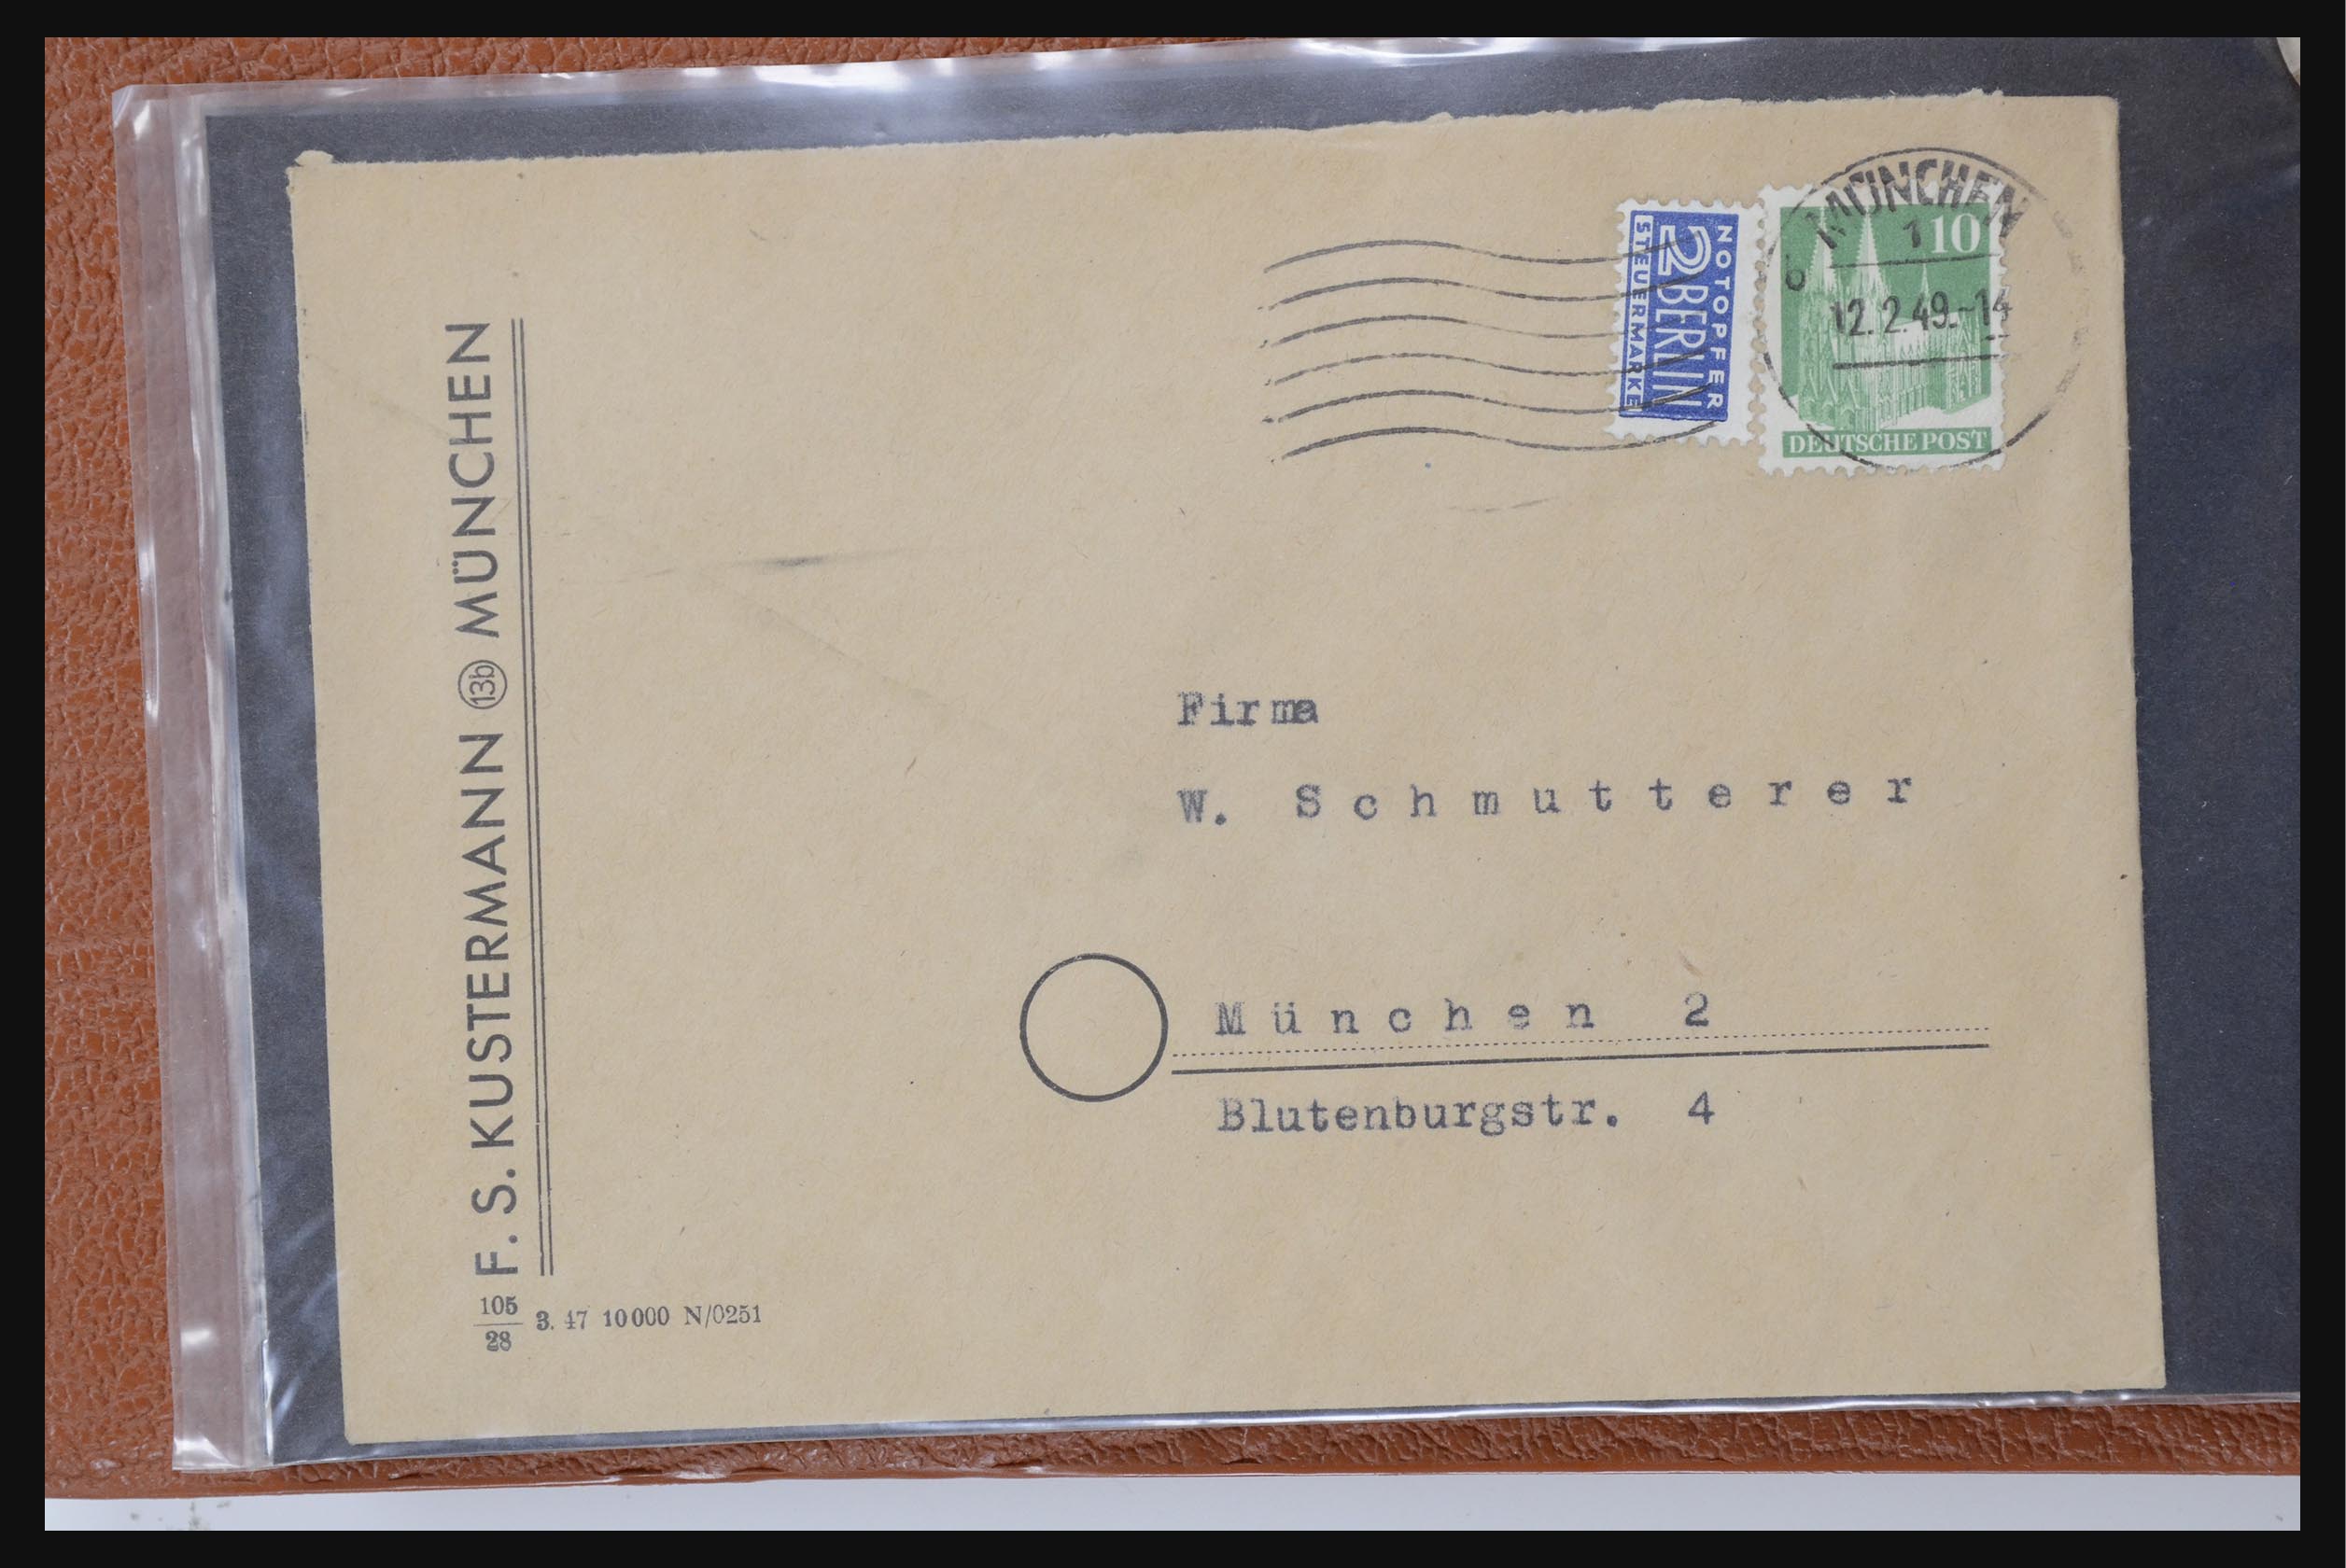 F. S. KUSTERMANN 13b MÜNCHEN
105
28
3. 47 10000 N/0251
NOTOPFER
2 BERLIN
STEUERMARKE
10
DEUTSCHE POST
MÜNCHEN
1
b
12.2.49.-14
Firma
W. Schmutterer
München 2
Blutenburgstr. 4